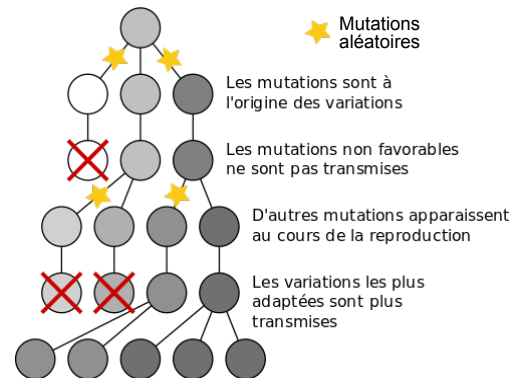 Mutations
aléatoires
Les mutations sont à
l'origine des variations
Les mutations non favorables
ne sont pas transmises
D'autres mutations apparaissent
au cours de la reproduction
Les variations les plus
adaptées sont plus
transmises